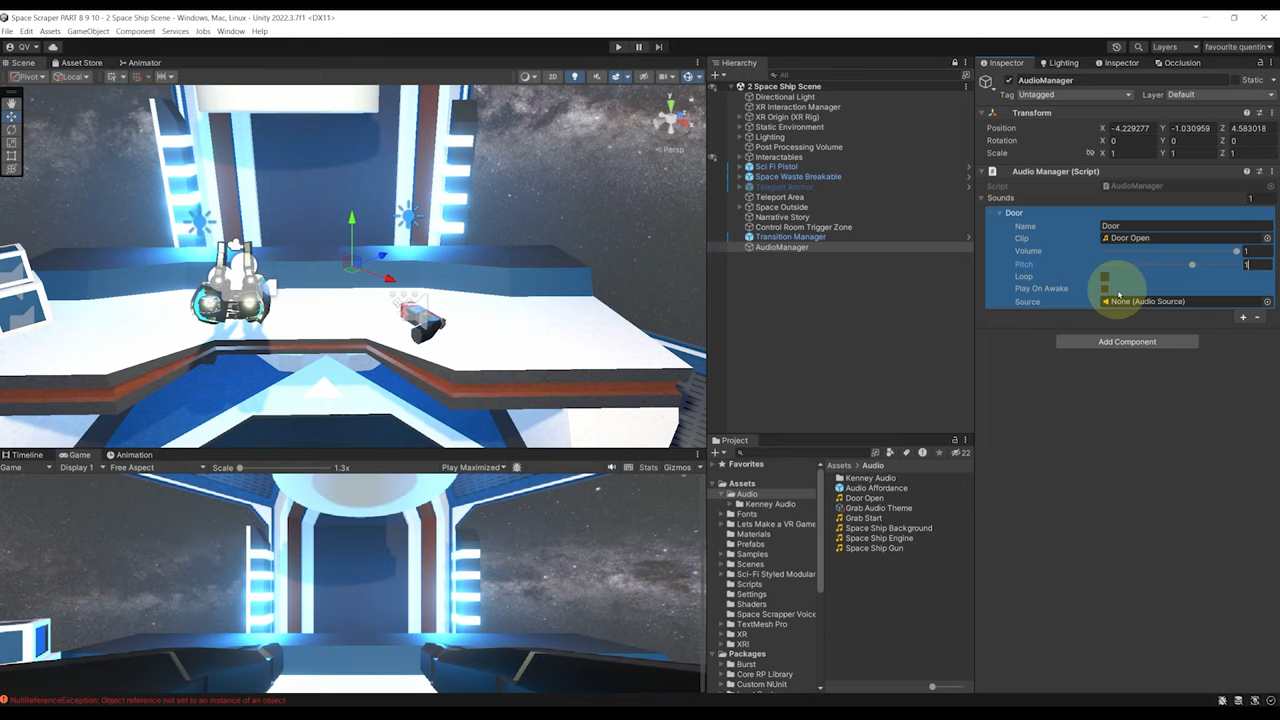 Space Scraper PART 8 9 10 - 2 Space Ship Scene - Windows, Mac, Linux - Unity 2022.3.7f1 <DX11>
File Edit Assets GameObject Component Services Jobs Window Help
QV Layers favourite quentin
Scene Asset Store Animator
Pivot Local 2D
y
x
Persp
Hierarchy
All
2 Space Ship Scene
Directional Light
XR Interaction Manager
XR Origin (XR Rig)
Static Environment
Lighting
Post Processing Volume
Interactables
Sci Fi Pistol
Space Waste Breakable
Teleport Anchor
Teleport Area
Space Outside
Narrative Story
Control Room Trigger Zone
Transition Manager
AudioManager
Inspector Lighting Inspector Occlusion
AudioManager Static
Tag Untagged Layer Default
Transform
Position X -4.229277 Y -1.030959 Z 4.583018
Rotation X 0 Y 0 Z 0
Scale X 1 Y 1 Z 1
Audio Manager (Script)
Script AudioManager
Sounds 1
Door
Name Door
Clip Door Open
Volume 1
Pitch 1
Loop
Play On Awake
Source None (Audio Source)
Add Component
Timeline Game Animation
Game Display 1 Free Aspect Scale 1.3x Play Maximized Stats Gizmos
Project
22
Favorites
Assets
Audio
Kenney Audio
Fonts
Lets Make a VR Game
Materials
Prefabs
Samples
Scenes
Sci-Fi Styled Modular
Scripts
Settings
Shaders
Space Scrapper Voice
TextMesh Pro
XR
XRI
Packages
Burst
Core RP Library
Custom NUnit
Assets > Audio
Kenney Audio
Audio Affordance
Door Open
Grab Audio Theme
Grab Start
Space Ship Background
Space Ship Engine
Space Ship Gun
NullReferenceException: Object reference not set to an instance of an object